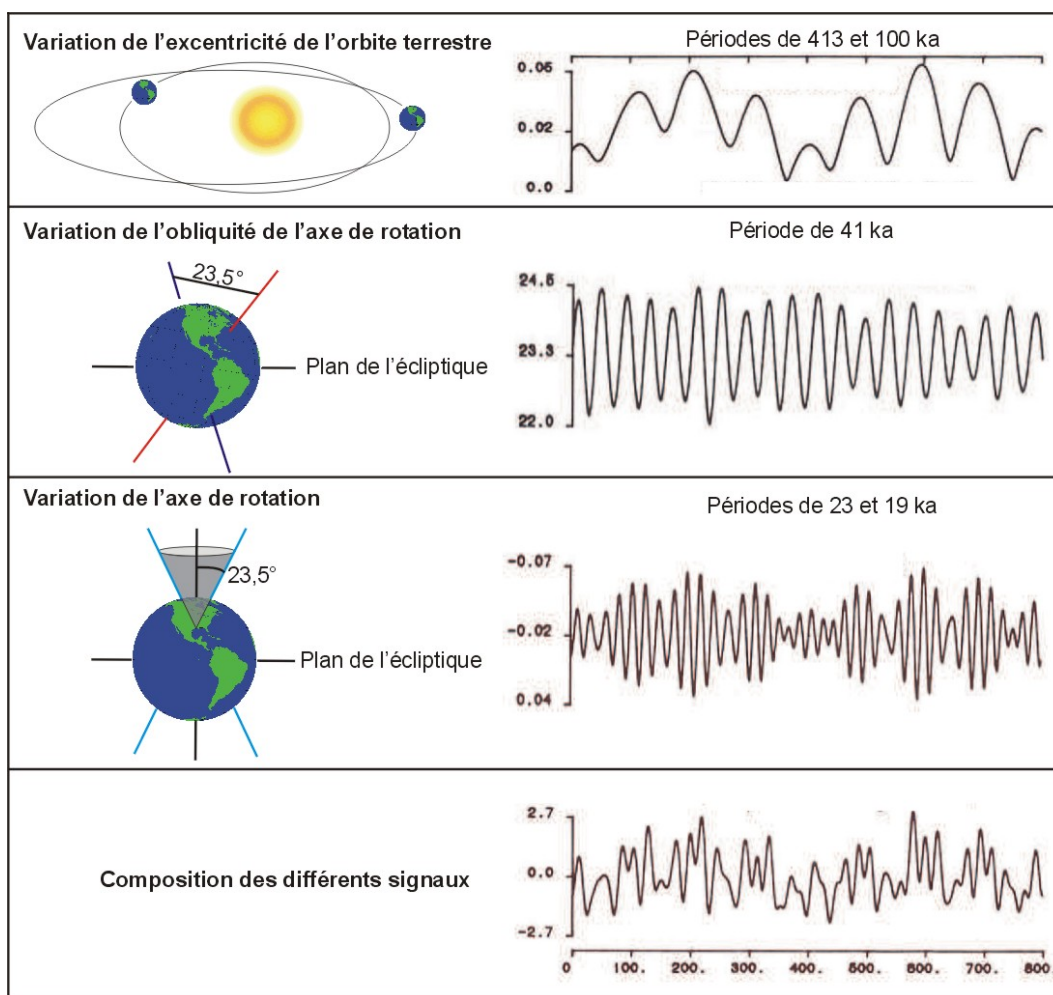 Variation de l'excentricité de l'orbite terrestre
Périodes de 413 et 100 ka
0.05
0.02
0.0
Variation de l'obliquité de l'axe de rotation
Période de 41 ka
23,5°
Plan de l'écliptique
24.5
23.3
22.0
Variation de l'axe de rotation
Périodes de 23 et 19 ka
23,5°
Plan de l'écliptique
-0.07
-0.02
0.04
Composition des différents signaux
2.7
0.0
-2.7
0 100. 200. 300. 400. 500. 600. 700. 800